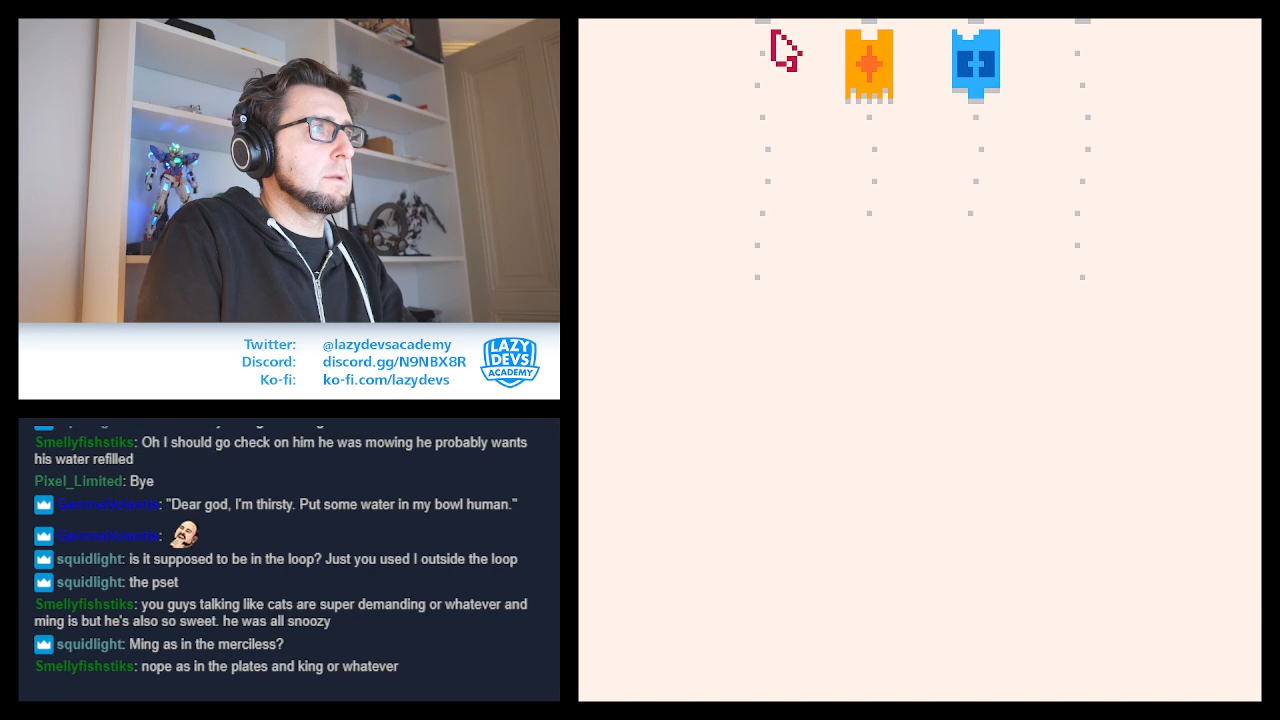 Twitter: @lazydevsacademy
Discord: discord.gg/N9NBX8R
Ko-fi: ko-fi.com/lazydevs
LAZY
DEVS
ACADEMY
Smellyfishstiks: Oh I should go check on him he was mowing he probably wants
his water refilled
Pixel_Limited: Bye
GammaVolantis: "Dear god, I'm thirsty. Put some water in my bowl human."
GammaVolantis:
squidlight: is it supposed to be in the loop? Just you used I outside the loop
squidlight: the pset
Smellyfishstiks: you guys talking like cats are super demanding or whatever and
ming is but he's also so sweet. he was all snoozy
squidlight: Ming as in the merciless?
Smellyfishstiks: nope as in the plates and king or whatever